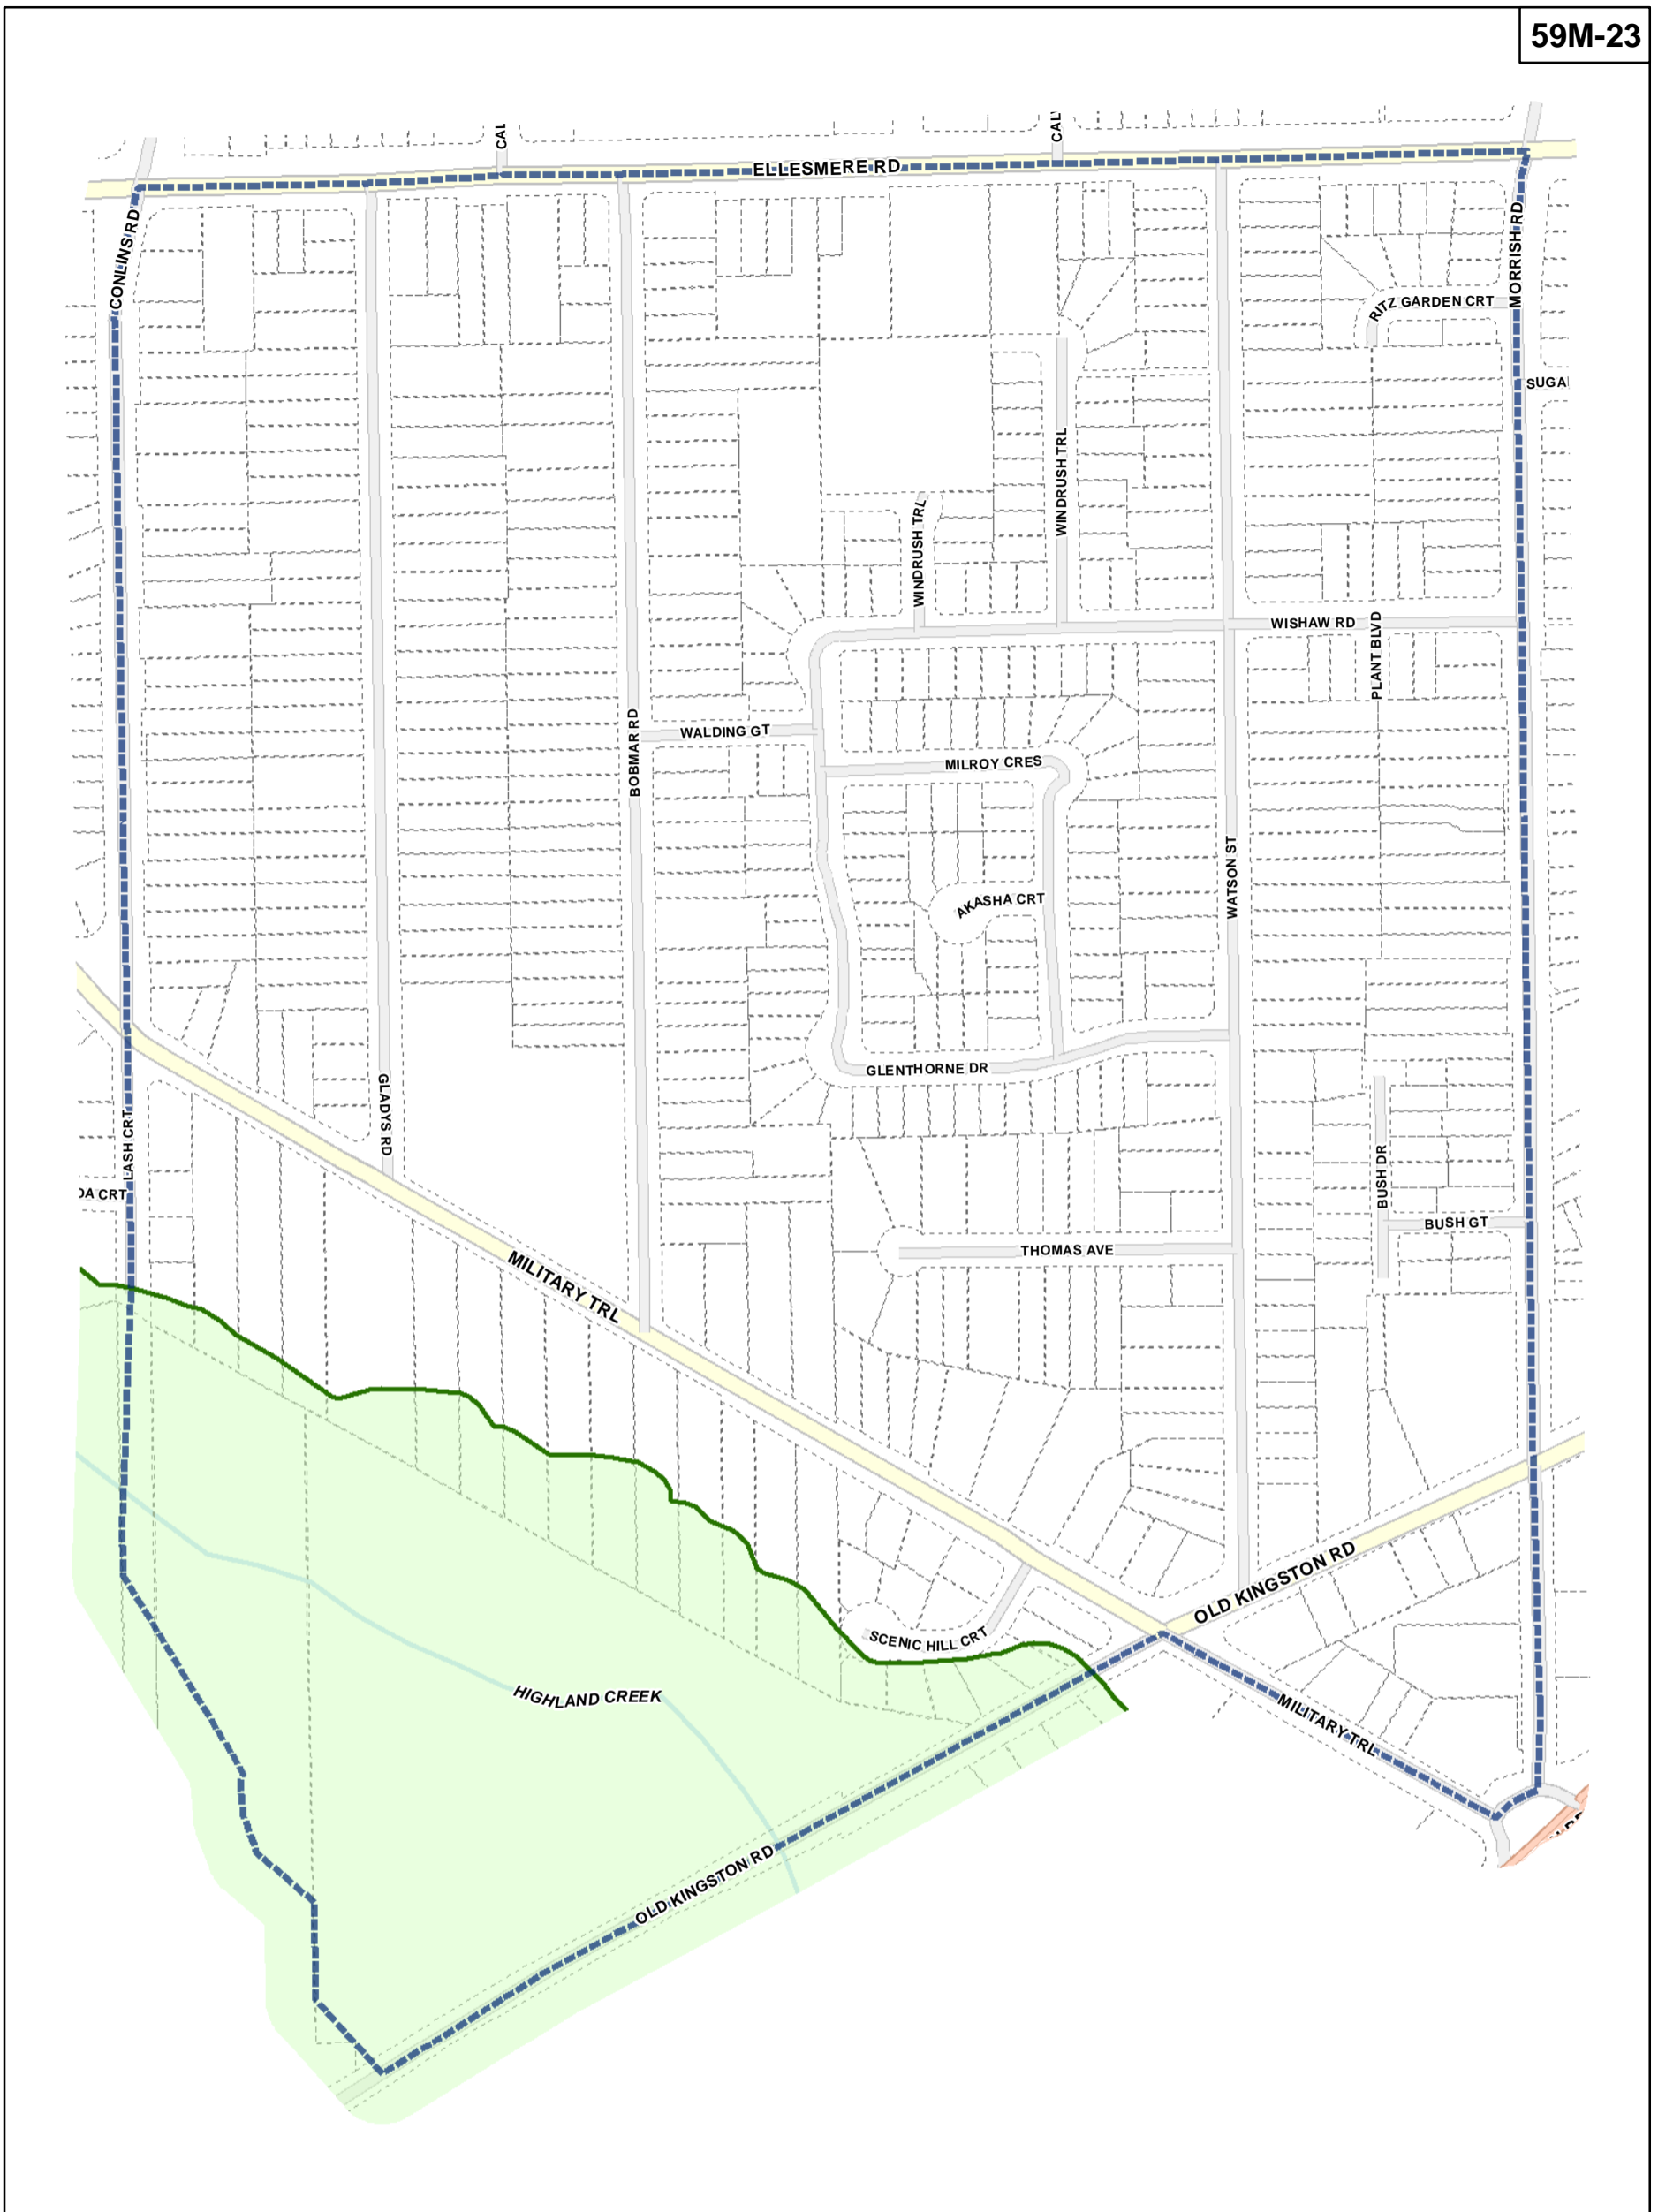 59M-23
CAL
CAL
ELLESMERE RD
CONLINS RD
MORRISH RD
RITZ GARDEN CRT
SUGA
WINDRUSH TRL
WINDRUSH TRL
WISHAW RD
PLANT BLVD
BOBMAR RD
WALDING GT
MILROY CRES
WATSON ST
AKASHA CRT
GLENTHORNE DR
GLADYS RD
LASH CRT
DA CRT
BUSH DR
BUSH GT
THOMAS AVE
MILITARY TRL
OLD KINGSTON RD
SCENIC HILL CRT
HIGHLAND CREEK
MILITARY TRL
OLD KINGSTON RD